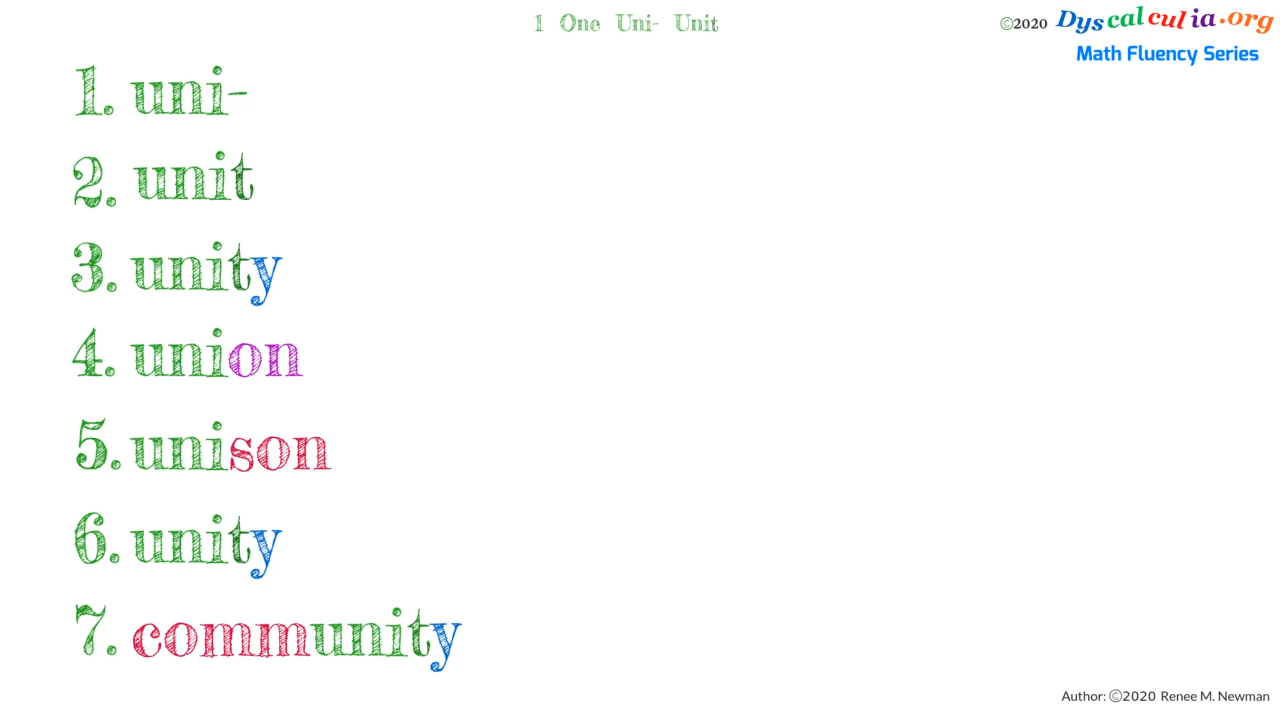 1 One Uni- Unit
©2020 Dyscalculia.org
Math Fluency Series
1. uni-
2. unit
3. unity
4. union
5. unison
6. unity
7. community
Author: ©2020 Renee M. Newman